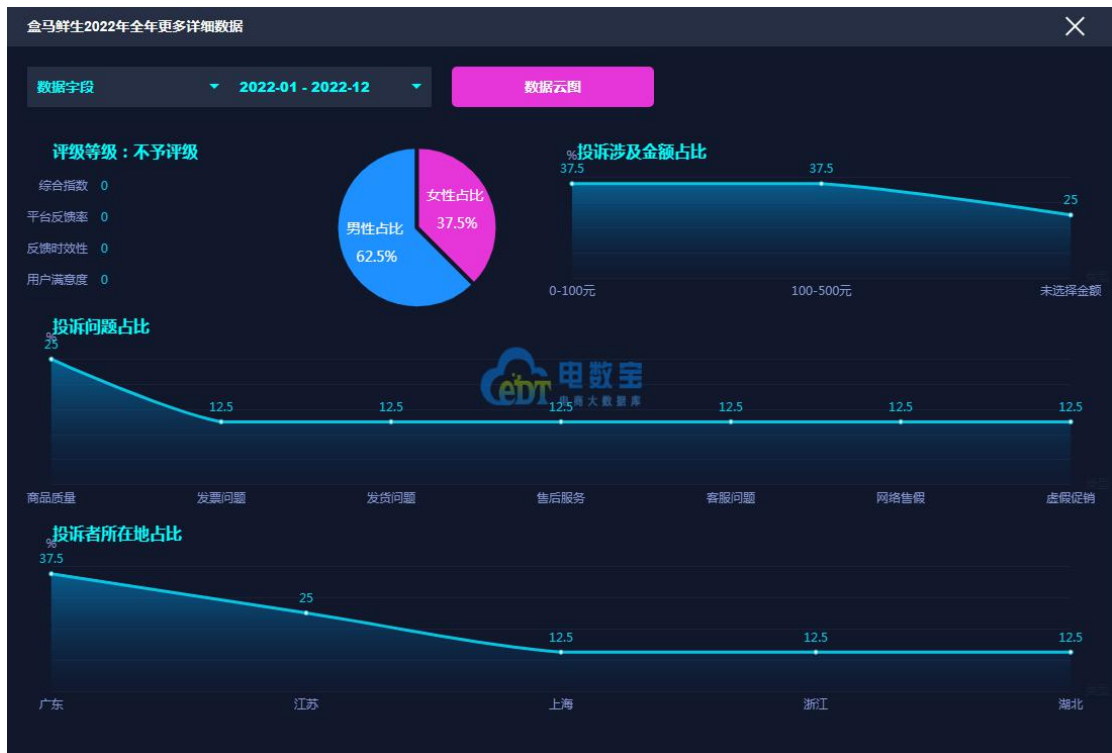 盒马鲜生2022年全年更多详细数据
数据字段
2022-01 - 2022-12
数据云图
评级等级：不予评级
综合指数 0
平台反馈率 0
反馈时效性 0
用户满意度 0
女性占比
37.5%
男性占比
62.5%
投诉涉及金额占比
%
37.5
37.5
25
0-100元
100-500元
未选择金额
投诉问题占比
%
25
12.5
12.5
12.5
12.5
12.5
12.5
商品质量
发票问题
发货问题
售后服务
客服问题
网络售假
虚假促销
eDT 电数宝
电商大数据库
投诉者所在地占比
%
37.5
25
12.5
12.5
12.5
广东
江苏
上海
浙江
湖北